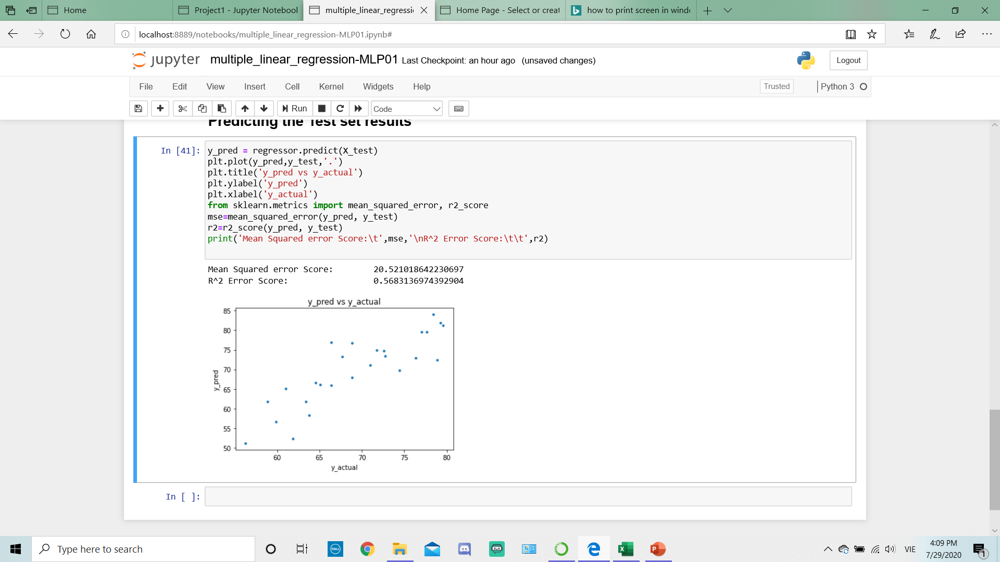 Home
Project1 - Jupyter Notebool
multiple_linear_regressi
Home Page - Select or creat
how to print screen in wind
localhost:8889/notebooks/multiple_linear_regression-MLP01.ipynb#
jupyter multiple_linear_regression-MLP01 Last Checkpoint: an hour ago (unsaved changes)
Logout
File Edit View Insert Cell Kernel Widgets Help
Trusted
Python 3
Run
Code
Predicting the Test set results
In [41]:
y_pred = regressor.predict(X_test)
plt.plot(y_pred,y_test,'.')
plt.title('y_pred vs y_actual')
plt.ylabel('y_pred')
plt.xlabel('y_actual')
from sklearn.metrics import mean_squared_error, r2_score
mse=mean_squared_error(y_pred, y_test)
r2=r2_score(y_pred, y_test)
print('Mean Squared error Score:\t',mse,'\nR^2 Error Score:\t\t',r2)
Mean Squared error Score: 20.521018642230697
R^2 Error Score: 0.5683136974392904
y_pred vs y_actual
85
80
75
70
65
60
55
50
y_pred
60 65 70 75 80
y_actual
In [ ]:
Type here to search
DELL
VIE
4:09 PM
7/29/2020
1